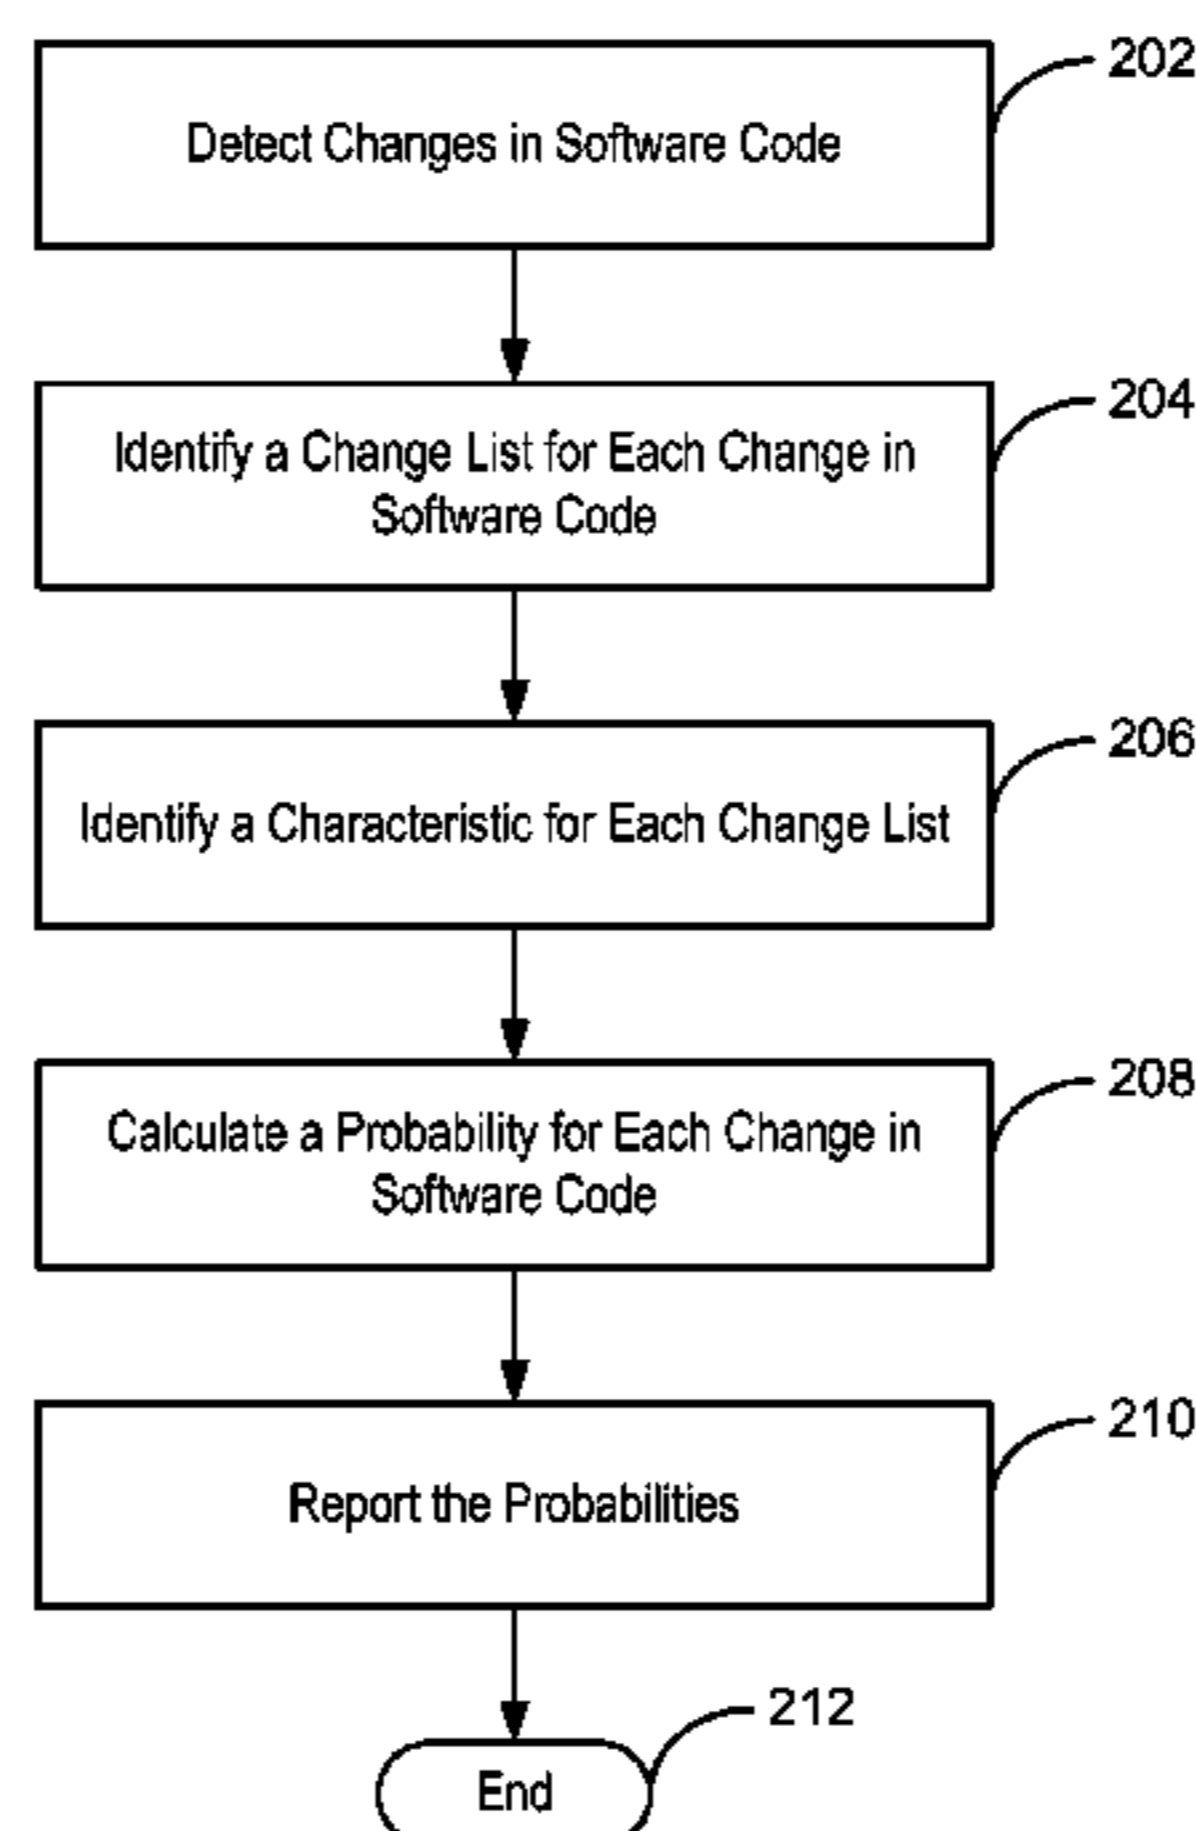 202
Detect Changes in Software Code
204
Identify a Change List for Each Change in
Software Code
206
Identify a Characteristic for Each Change List
208
Calculate a Probability for Each Change in
Software Code
210
Report the Probabilities
212
End